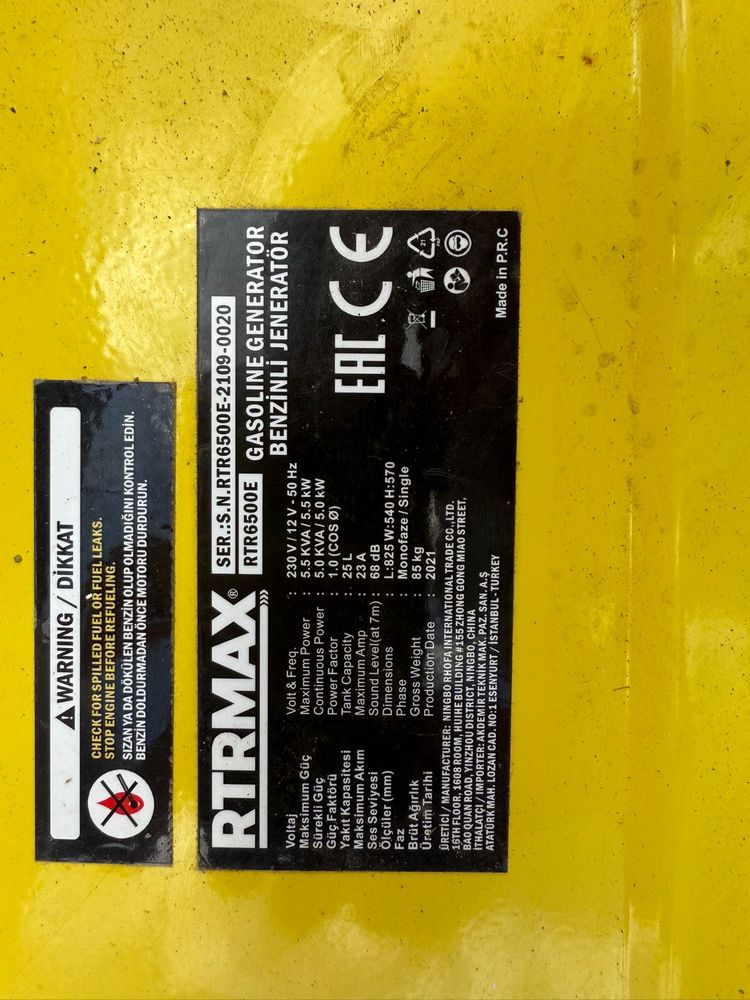 WARNING / DİKKAT
CHECK FOR SPILLED FUEL OR FUEL LEAKS.
STOP ENGINE BEFORE REFUELING.
SIZAN YA DA DÖKÜLEN BENZİN OLUP OLMADIĞINI KONTROL EDİN.
BENZİN DOLDURMADAN ÖNCE MOTORU DURDURUN.
RTRMAX®
SER.:S.N.RTR6500E-2109-0020
RTR6500E
GASOLINE GENERATOR
BENZİNLİ JENERATÖR
Voltaj Volt & Freq. : 230 V / 12 V - 50 Hz
Maksimum Güç Maximum Power : 5.5 KVA / 5.5 kW
Sürekli Güç Continuous Power : 5.0 KVA / 5.0 kW
Güç Faktörü Power Factor : 1.0 (COS Ø)
Yakıt Kapasitesi Tank Capacity : 25 L
Maksimum Akım Maximum Amp : 23 A
Ses Seviyesi Sound Level(at 7m) : 68 dB
Ölçüler (mm) Dimensions : L:825 W:540 H:570
Faz Phase : Monofaze / Single
Brüt Ağırlık Gross Weight : 85 kg
Üretim Tarihi Production Date : 2021
EAC CE
21
PAP
ÜRETİCİ / MANUFACTURER: NINGBO RHOFA INTERNATIONAL TRADE CO., LTD.
16TH FLOOR, 1608 ROOM, HUIHE BUILDING #155 ZHONG GONG MIAO STREET,
BAO QUAN ROAD, YINZHOU DISTRICT, NINGBO, CHINA
İTHALATÇI / IMPORTER: AKDEMİR TEKNİK MAK. PAZ. SAN. A.Ş
ATATÜRK MAH. LOZAN CAD. NO:1 ESENYURT / İSTANBUL - TURKEY
Made in P.R.C